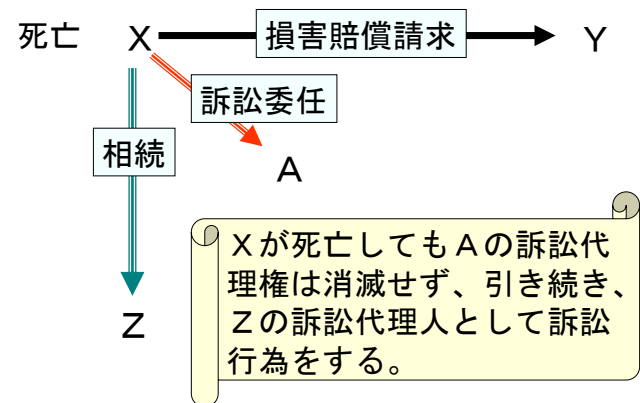 死亡 Ｘ 損害賠償請求 Ｙ
訴訟委任
相続
Ａ
Ｘが死亡してもＡの訴訟代
理権は消滅せず、引き続き、
Ｚの訴訟代理人として訴訟
行為をする。
Ｚ